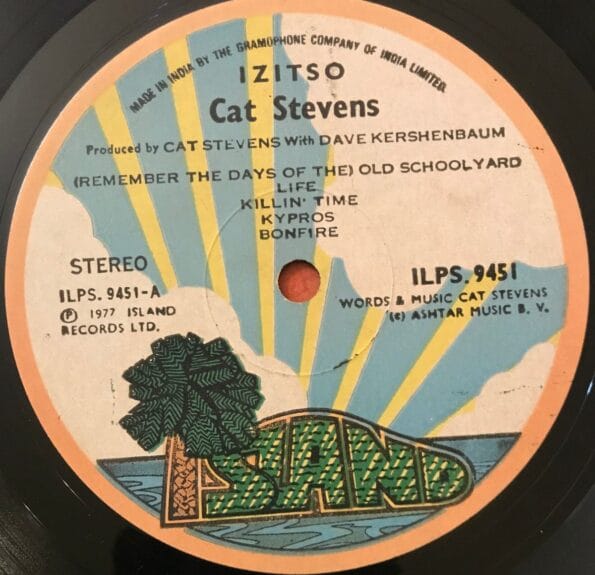 MADE IN INDIA BY THE GRAMOPHONE COMPANY OF INDIA LIMITED.
IZITSO
Cat Stevens
Produced by CAT STEVENS With DAVE KERSHENBAUM
(REMEMBER THE DAYS OF THE) OLD SCHOOLYARD
LIFE
KILLIN' TIME
KYPROS
BONFIRE
STEREO
ILPS. 9451-A
℗ 1977 ISLAND
RECORDS LTD.
ILPS. 9451
WORDS & MUSIC CAT STEVENS
(c) ASHTAR MUSIC B. V.
ISLAND